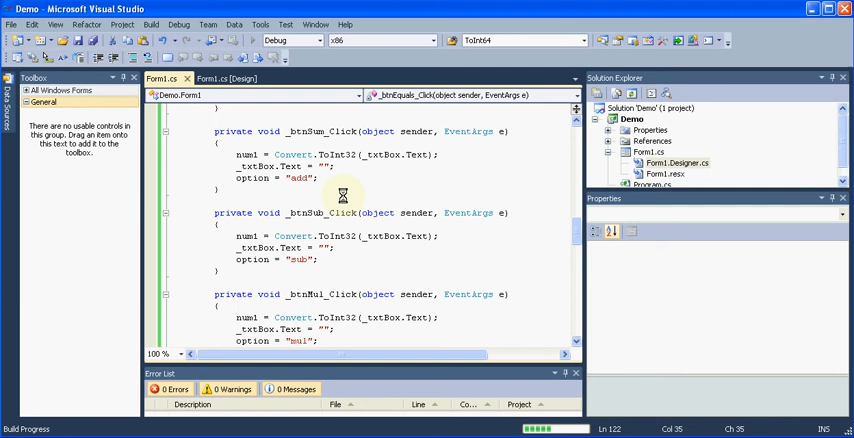 Demo - Microsoft Visual Studio
File Edit View Refactor Project Build Debug Team Data Tools Test Window Help
Debug x86 ToInt64
Data Sources
Toolbox
All Windows Forms
General
There are no usable controls in this group. Drag an item onto this text to add it to the toolbox.
Form1.cs Form1.cs [Design]
Demo.Form1 _btnEquals_Click(object sender, EventArgs e)
}
private void _btnSum_Click(object sender, EventArgs e)
{
num1 = Convert.ToInt32(_txtBox.Text);
_txtBox.Text = "";
option = "add";
}
private void _btnSub_Click(object sender, EventArgs e)
{
num1 = Convert.ToInt32(_txtBox.Text);
_txtBox.Text = "";
option = "sub";
}
private void _btnMul_Click(object sender, EventArgs e)
{
num1 = Convert.ToInt32(_txtBox.Text);
_txtBox.Text = "";
option = "mul";
100 %
Error List
0 Errors 0 Warnings 0 Messages
Description File Line Co... Project
Solution Explorer
Solution 'Demo' (1 project)
Demo
Properties
References
Form1.cs
Form1.Designer.cs
Form1.resx
Program.cs
Properties
Build Progress Ln 122 Col 35 Ch 35 INS